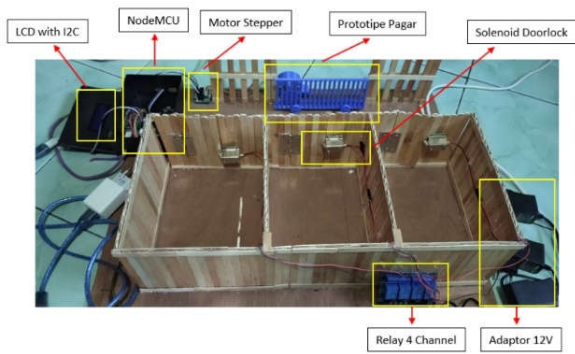 NodeMCU
Motor Stepper
Prototipe Pagar
Solenoid Doorlock
LCD with I2C
Relay 4 Channel
Adaptor 12V